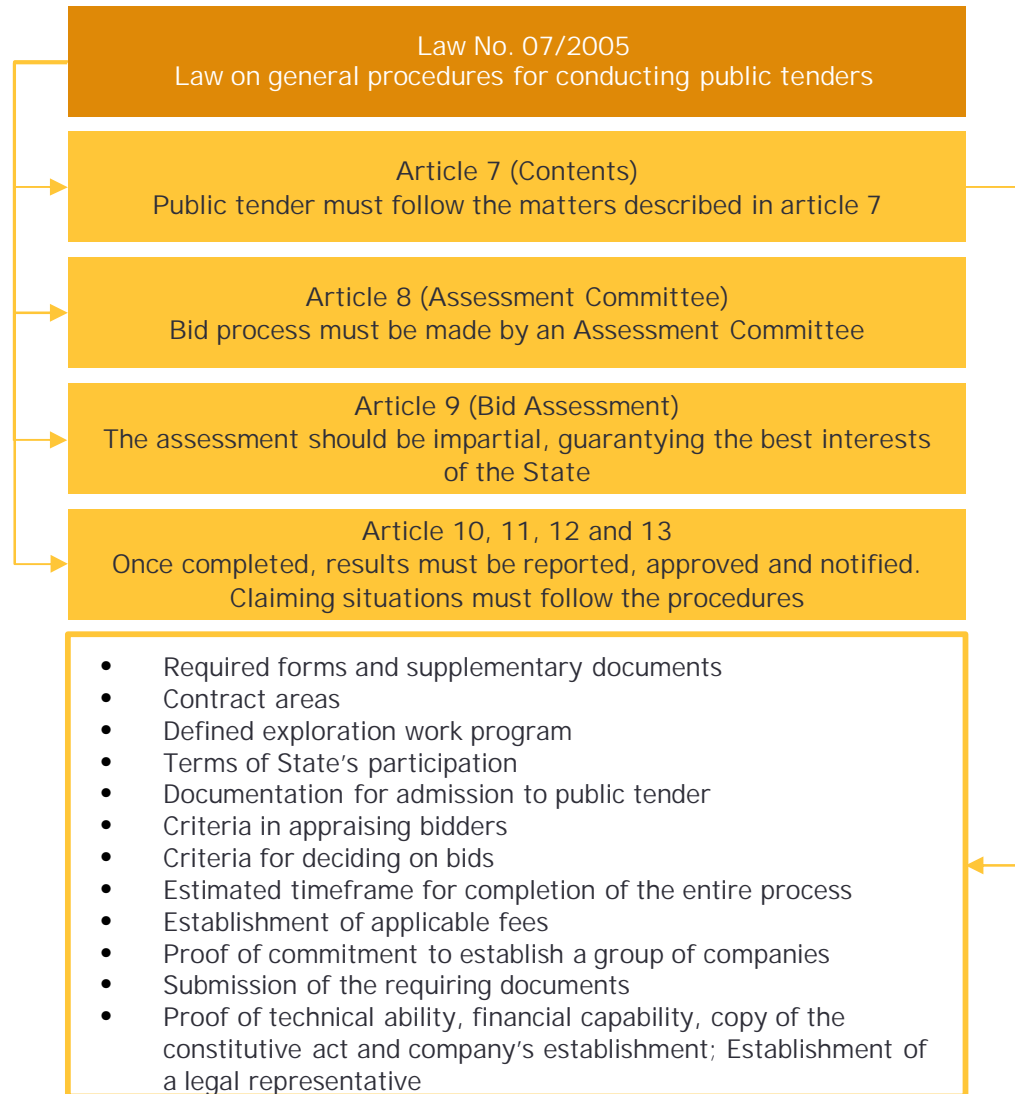 Law No. 07/2005
Law on general procedures for conducting public tenders
Article 7 (Contents)
Public tender must follow the matters described in article 7
Article 8 (Assessment Committee)
Bid process must be made by an Assessment Committee
Article 9 (Bid Assessment)
The assessment should be impartial, guarantying the best interests
of the State
Article 10, 11, 12 and 13
Once completed, results must be reported, approved and notified.
Claiming situations must follow the procedures
• Required forms and supplementary documents
• Contract areas
• Defined exploration work program
• Terms of State's participation
• Documentation for admission to public tender
• Criteria in appraising bidders
• Criteria for deciding on bids
• Estimated timeframe for completion of the entire process
• Establishment of applicable fees
• Proof of commitment to establish a group of companies
• Submission of the requiring documents
• Proof of technical ability, financial capability, copy of the
constitutive act and company's establishment; Establishment of
a legal representative